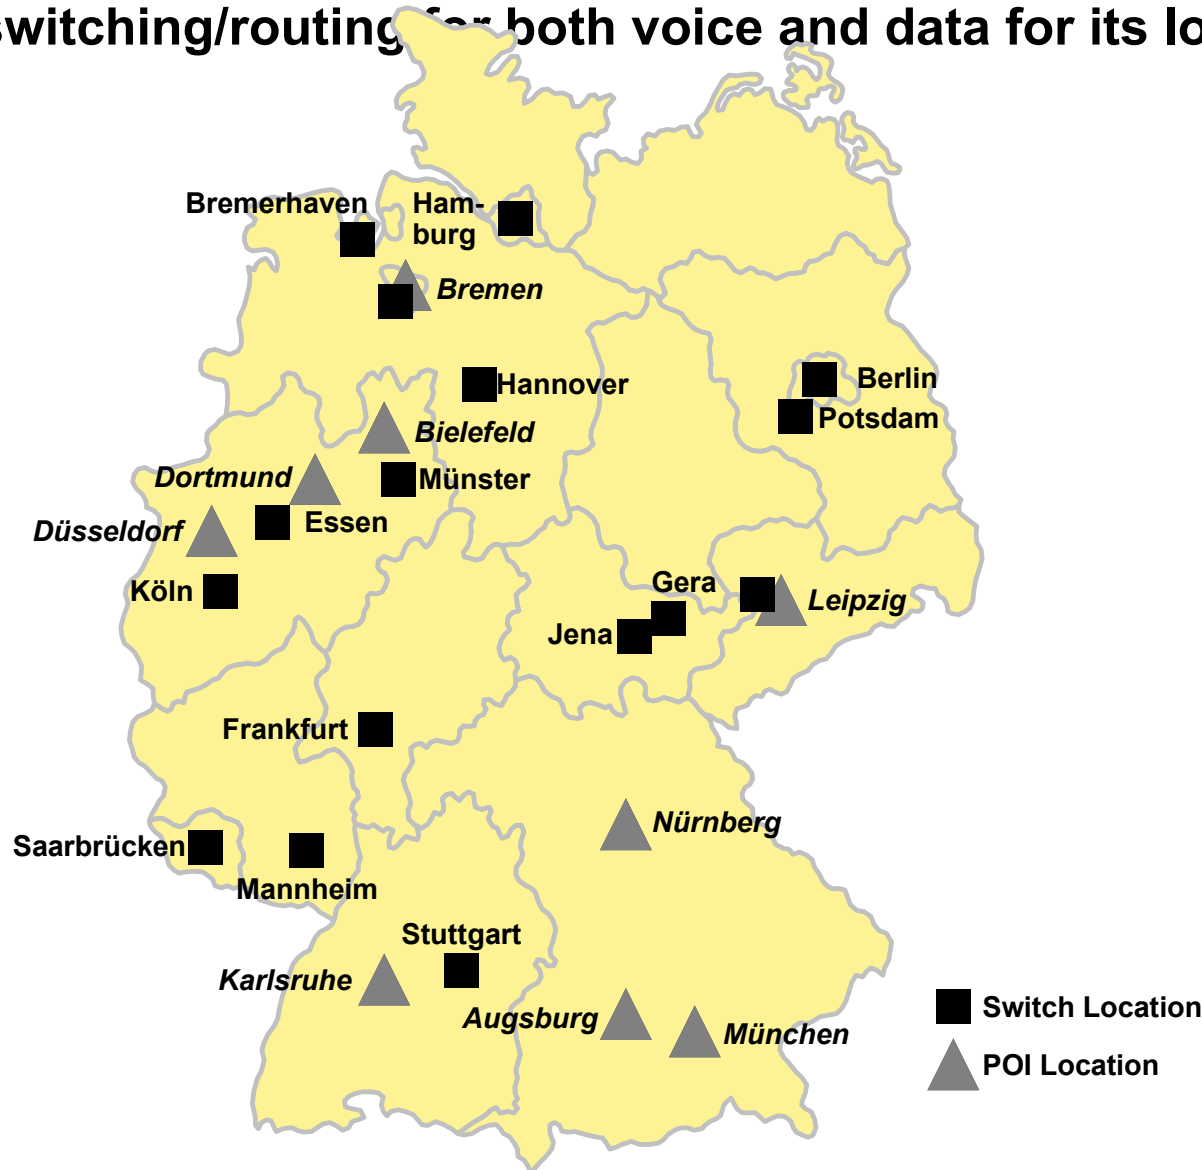 switching/routing for both voice and data for its lo
Bremerhaven
Ham-
burg
Bremen
Hannover
Berlin
Potsdam
Bielefeld
Dortmund
Münster
Essen
Düsseldorf
Köln
Gera
Leipzig
Jena
Frankfurt
Nürnberg
Saarbrücken
Mannheim
Stuttgart
Karlsruhe
Augsburg
München
Switch Location
POI Location